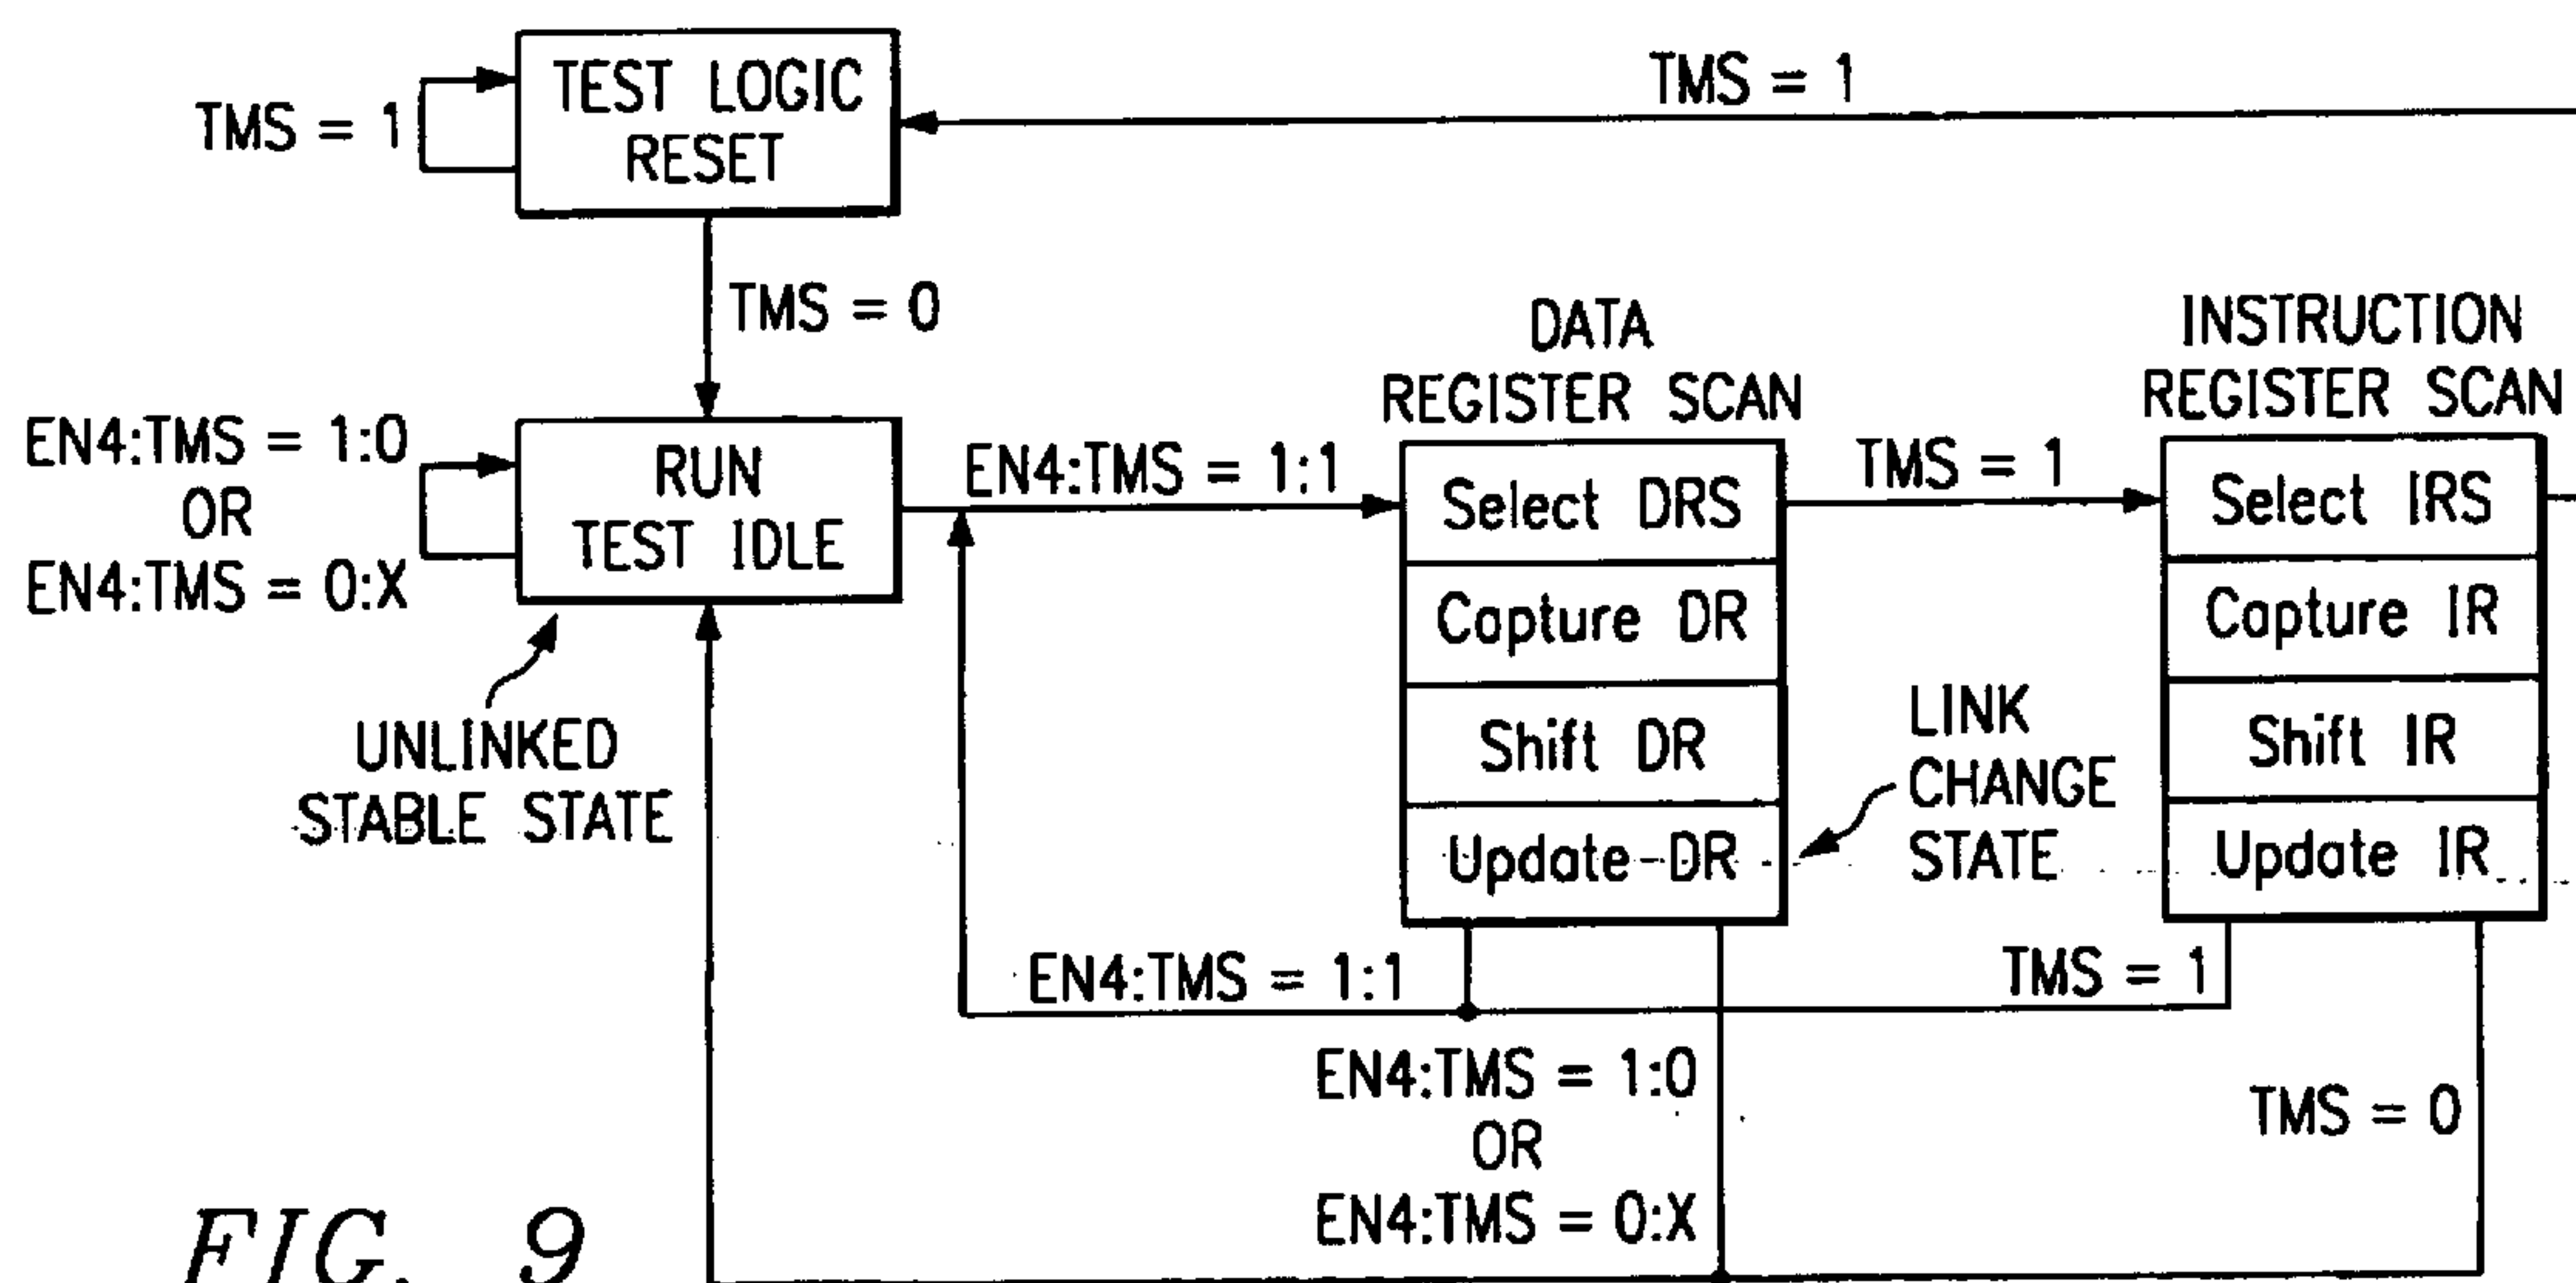 TMS = 1
TEST LOGIC
RESET
TMS = 1
TMS = 0
DATA
REGISTER SCAN
INSTRUCTION
REGISTER SCAN
EN4:TMS = 1:0
OR
EN4:TMS = 0:X
RUN
TEST IDLE
EN4:TMS = 1:1
Select DRS
Capture DR
Shift DR
Update-DR
TMS = 1
Select IRS
Capture IR
Shift IR
Update IR
UNLINKED
STABLE STATE
LINK
CHANGE
STATE
EN4:TMS = 1:1
TMS = 1
EN4:TMS = 1:0
OR
EN4:TMS = 0:X
TMS = 0
FIG. 9